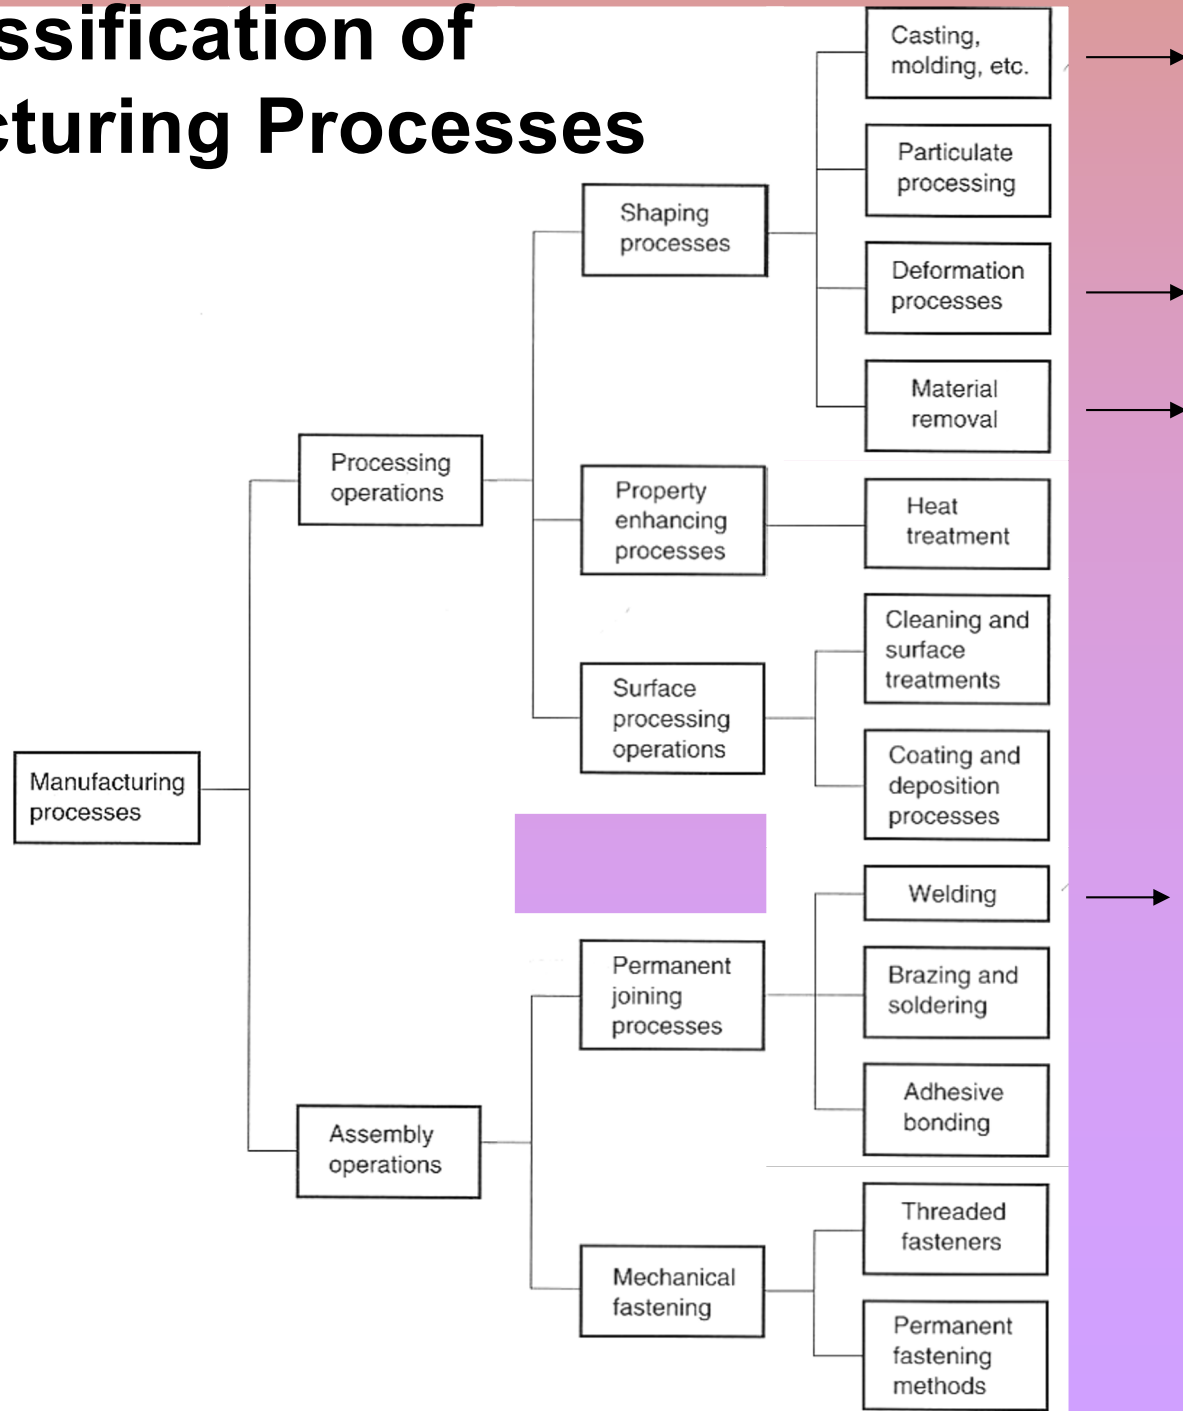 ssification of
cturing Processes
Casting,
molding, etc.
Particulate
processing
Shaping
processes
Deformation
processes
Material
removal
Processing
operations
Property
enhancing
processes
Heat
treatment
Cleaning and
surface
treatments
Surface
processing
operations
Coating and
deposition
processes
Manufacturing
processes
Welding
Permanent
joining
processes
Brazing and
soldering
Adhesive
bonding
Assembly
operations
Threaded
fasteners
Mechanical
fastening
Permanent
fastening
methods